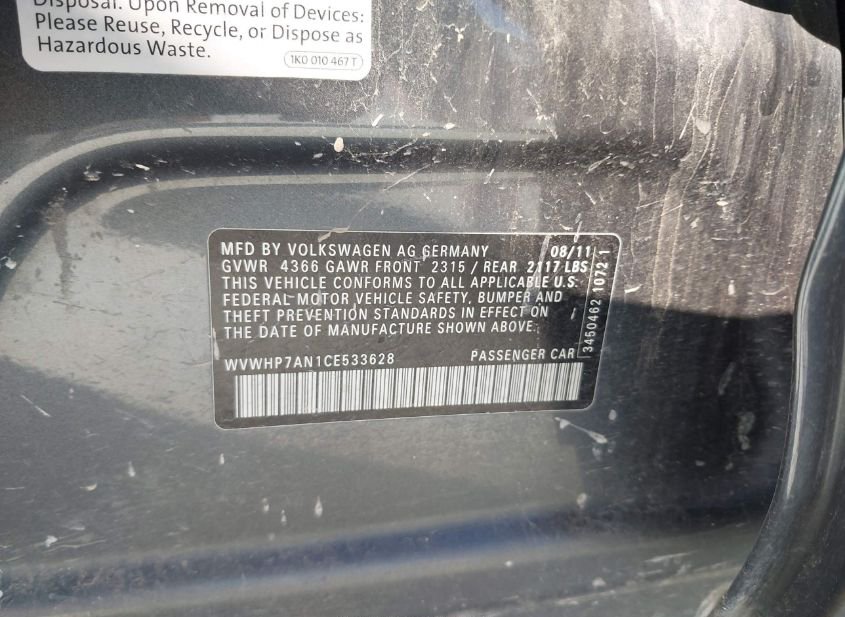 Disposal. Upon Removal of Devices:
Please Reuse, Recycle, or Dispose as
Hazardous Waste.
1K0 010 467 T
MFD BY VOLKSWAGEN AG GERMANY 08/11
GVWR 4366 GAWR FRONT 2315 / REAR 2117 LBS
THIS VEHICLE CONFORMS TO ALL APPLICABLE U.S.
FEDERAL MOTOR VEHICLE SAFETY, BUMPER AND
THEFT PREVENTION STANDARDS IN EFFECT ON
THE DATE OF MANUFACTURE SHOWN ABOVE.
WVWHP7AN1CE533628 PASSENGER CAR
3450462 1072 1